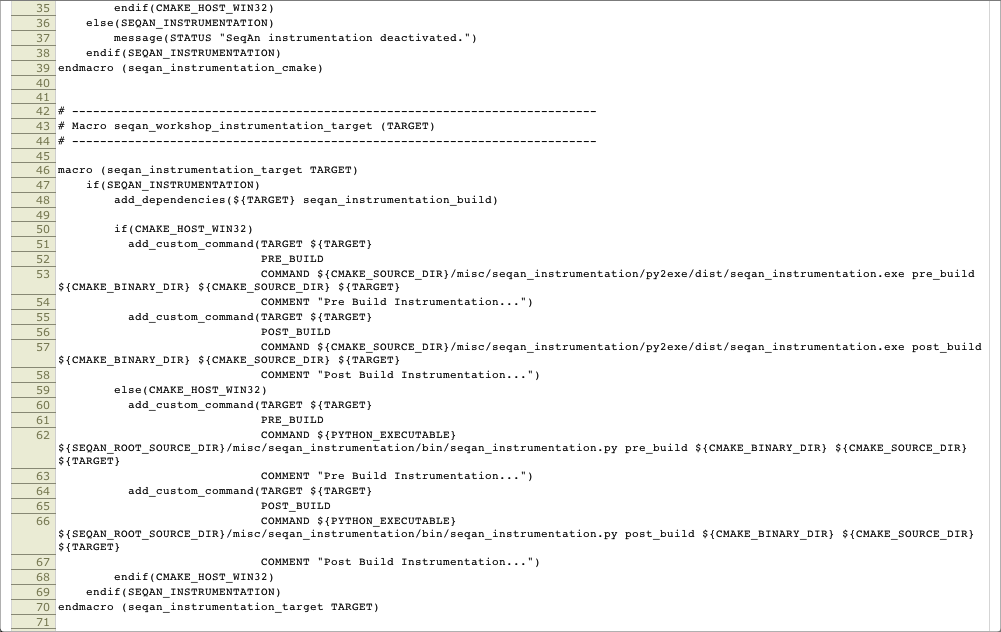 35 endif(CMAKE_HOST_WIN32)
36 else(SEQAN_INSTRUMENTATION)
37 message(STATUS "SeqAn instrumentation deactivated.")
38 endif(SEQAN_INSTRUMENTATION)
39 endmacro (seqan_instrumentation_cmake)
40
41
42 # ---------------------------------------------------------------------------
43 # Macro seqan_workshop_instrumentation_target (TARGET)
44 # ---------------------------------------------------------------------------
45
46 macro (seqan_instrumentation_target TARGET)
47 if(SEQAN_INSTRUMENTATION)
48 add_dependencies(${TARGET} seqan_instrumentation_build)
49
50 if(CMAKE_HOST_WIN32)
51 add_custom_command(TARGET ${TARGET}
52 PRE_BUILD
53 COMMAND ${CMAKE_SOURCE_DIR}/misc/seqan_instrumentation/py2exe/dist/seqan_instrumentation.exe pre_build
${CMAKE_BINARY_DIR} ${CMAKE_SOURCE_DIR} ${TARGET}
54 COMMENT "Pre Build Instrumentation...")
55 add_custom_command(TARGET ${TARGET}
56 POST_BUILD
57 COMMAND ${CMAKE_SOURCE_DIR}/misc/seqan_instrumentation/py2exe/dist/seqan_instrumentation.exe post_build
${CMAKE_BINARY_DIR} ${CMAKE_SOURCE_DIR} ${TARGET}
58 COMMENT "Post Build Instrumentation...")
59 else(CMAKE_HOST_WIN32)
60 add_custom_command(TARGET ${TARGET}
61 PRE_BUILD
62 COMMAND ${PYTHON_EXECUTABLE}
${SEQAN_ROOT_SOURCE_DIR}/misc/seqan_instrumentation/bin/seqan_instrumentation.py pre_build ${CMAKE_BINARY_DIR} ${CMAKE_SOURCE_DIR}
${TARGET}
63 COMMENT "Pre Build Instrumentation...")
64 add_custom_command(TARGET ${TARGET}
65 POST_BUILD
66 COMMAND ${PYTHON_EXECUTABLE}
${SEQAN_ROOT_SOURCE_DIR}/misc/seqan_instrumentation/bin/seqan_instrumentation.py post_build ${CMAKE_BINARY_DIR} ${CMAKE_SOURCE_DIR}
${TARGET}
67 COMMENT "Post Build Instrumentation...")
68 endif(CMAKE_HOST_WIN32)
69 endif(SEQAN_INSTRUMENTATION)
70 endmacro (seqan_instrumentation_target TARGET)
71